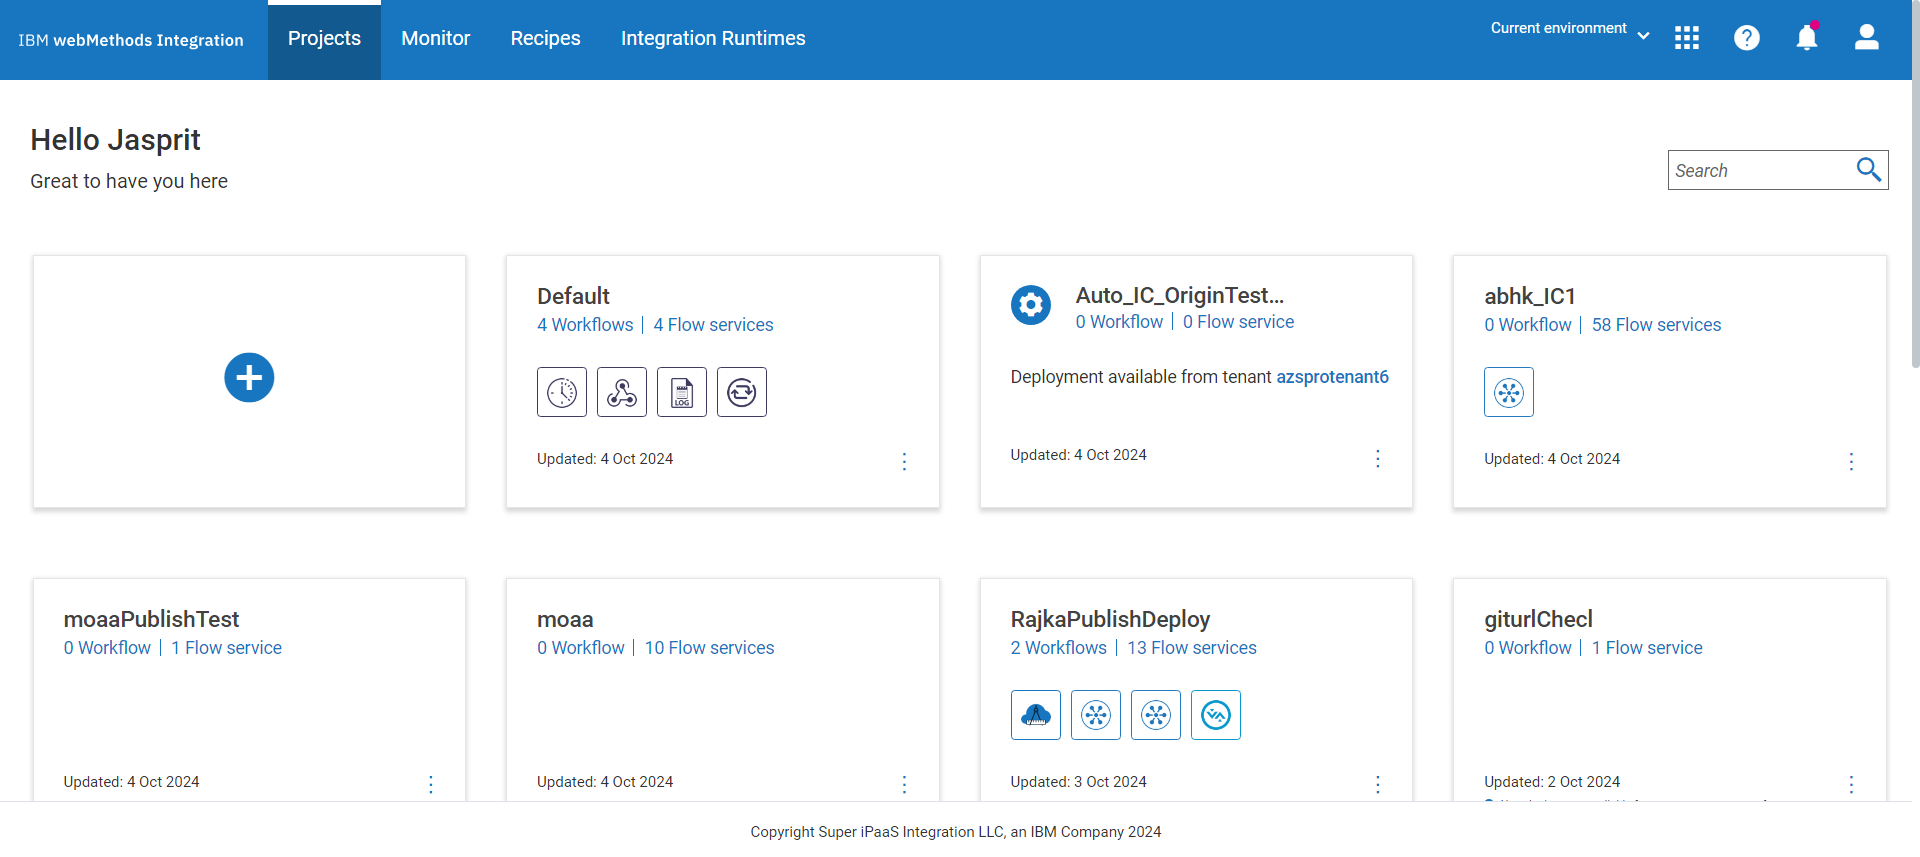 IBM webMethods Integration
Projects
Monitor
Recipes
Integration Runtimes
Current environment
Hello Jasprit
Great to have you here
Search
Default
4 Workflows | 4 Flow services
LOG
Updated: 4 Oct 2024
Auto_IC_OriginTest...
0 Workflow | 0 Flow service
Deployment available from tenant azsprotenant6
Updated: 4 Oct 2024
abhk_IC1
0 Workflow | 58 Flow services
Updated: 4 Oct 2024
moaaPublishTest
0 Workflow | 1 Flow service
Updated: 4 Oct 2024
moaa
0 Workflow | 10 Flow services
Updated: 4 Oct 2024
RajkaPublishDeploy
2 Workflows | 13 Flow services
Updated: 3 Oct 2024
giturlChecl
0 Workflow | 1 Flow service
Updated: 2 Oct 2024
Copyright Super iPaaS Integration LLC, an IBM Company 2024